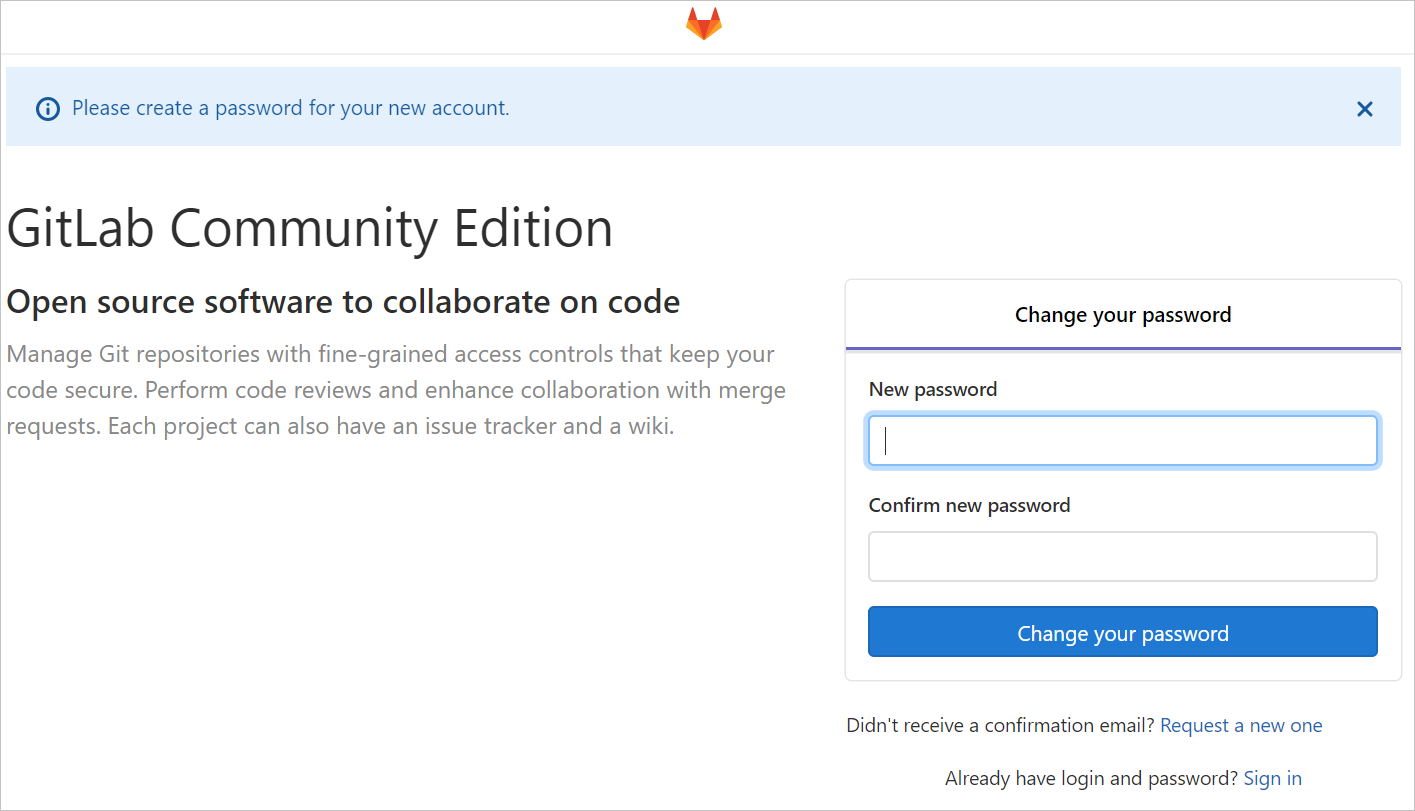 Please create a password for your new account.
GitLab Community Edition
Open source software to collaborate on code
Manage Git repositories with fine-grained access controls that keep your
code secure. Perform code reviews and enhance collaboration with merge
requests. Each project can also have an issue tracker and a wiki.
Change your password
New password
Confirm new password
Change your password
Didn't receive a confirmation email? Request a new one
Already have login and password? Sign in